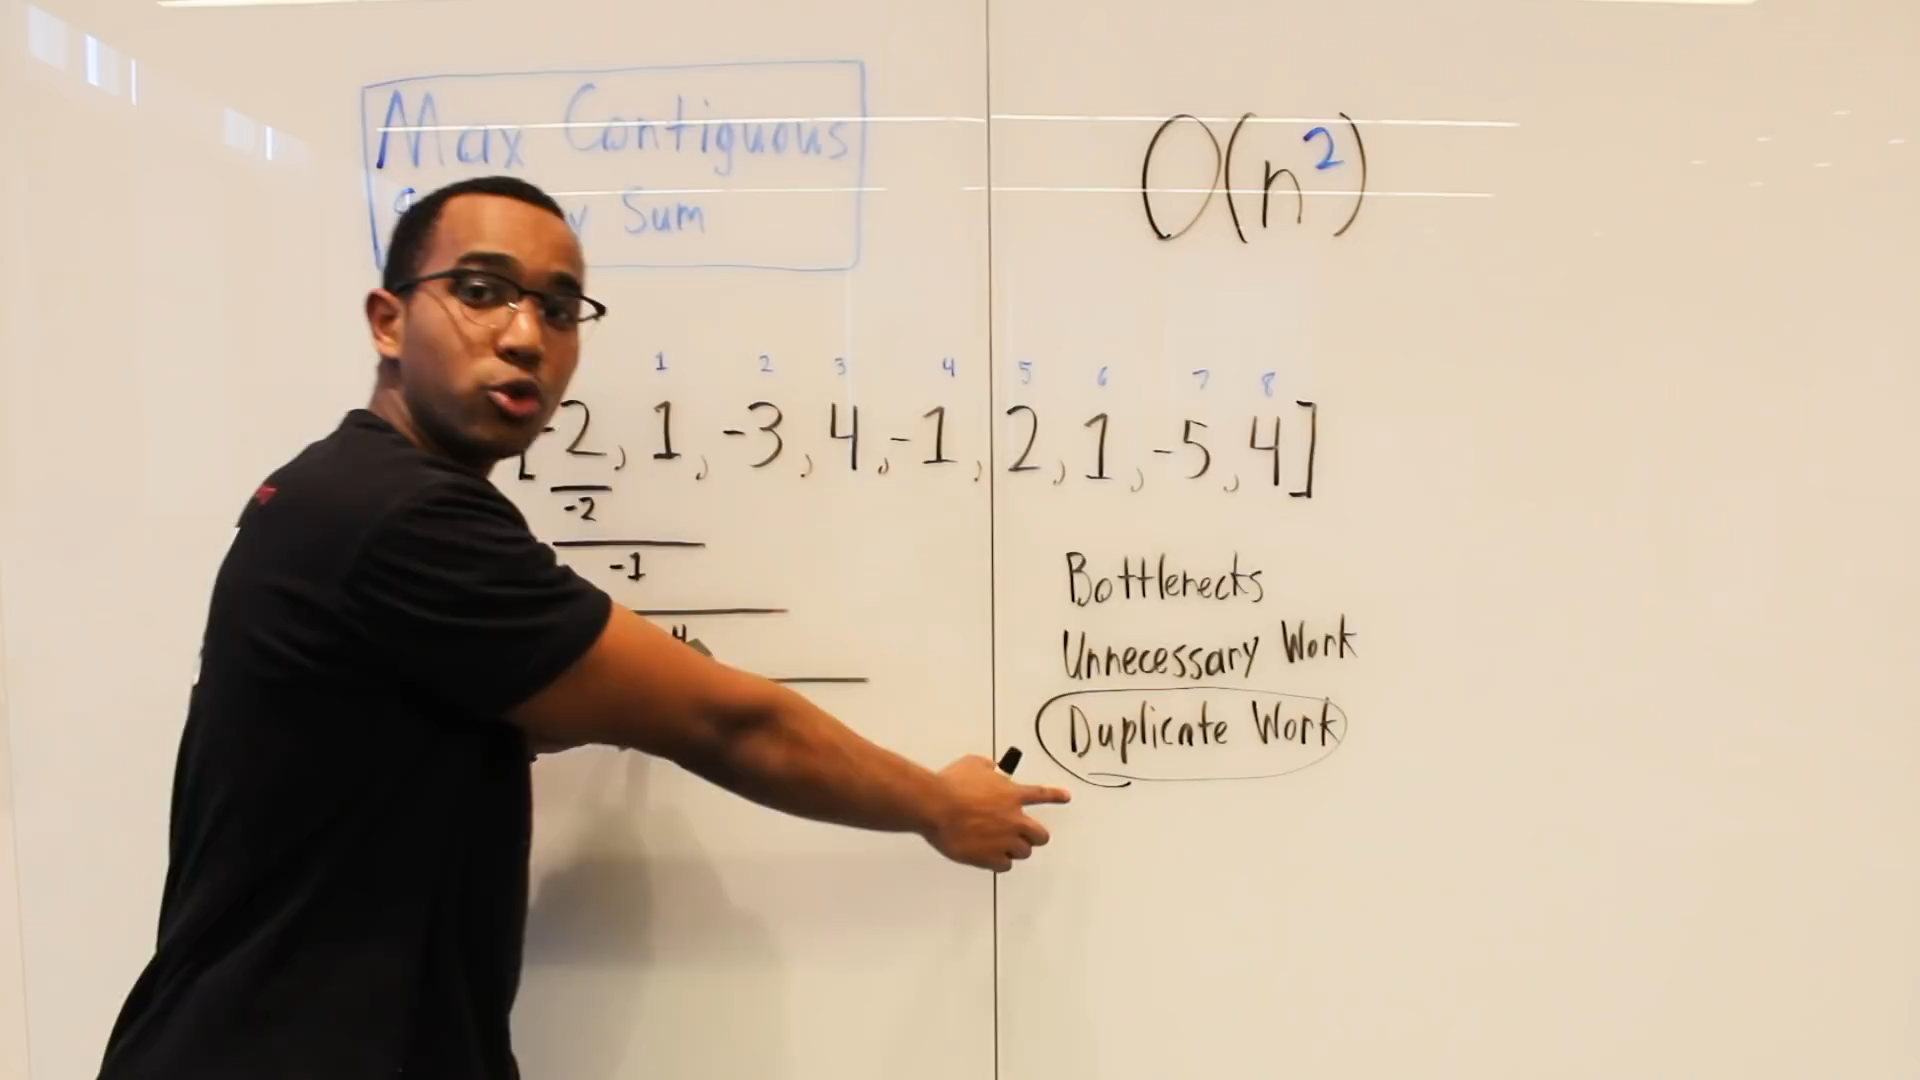 Max Contiguous
Sum
O(n²)
1 2 3 4 5 6 7 8
-2, 1, -3, 4, -1, 2, 1, -5, 4]
-2
-1
Bottlenecks
Unnecessary Work
Duplicate Work